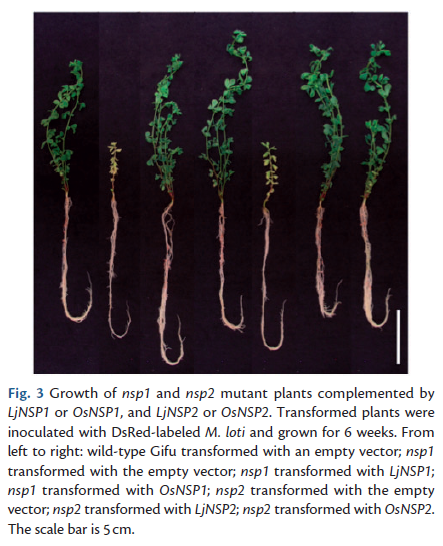 Fig. 3 Growth of nsp1 and nsp2 mutant plants complemented by
LjNSP1 or OsNSP1, and LjNSP2 or OsNSP2. Transformed plants were
inoculated with DsRed-labeled M. loti and grown for 6 weeks. From
left to right: wild-type Gifu transformed with an empty vector; nsp1
transformed with the empty vector; nsp1 transformed with LjNSP1;
nsp1 transformed with OsNSP1; nsp2 transformed with the empty
vector; nsp2 transformed with LjNSP2; nsp2 transformed with OsNSP2.
The scale bar is 5 cm.